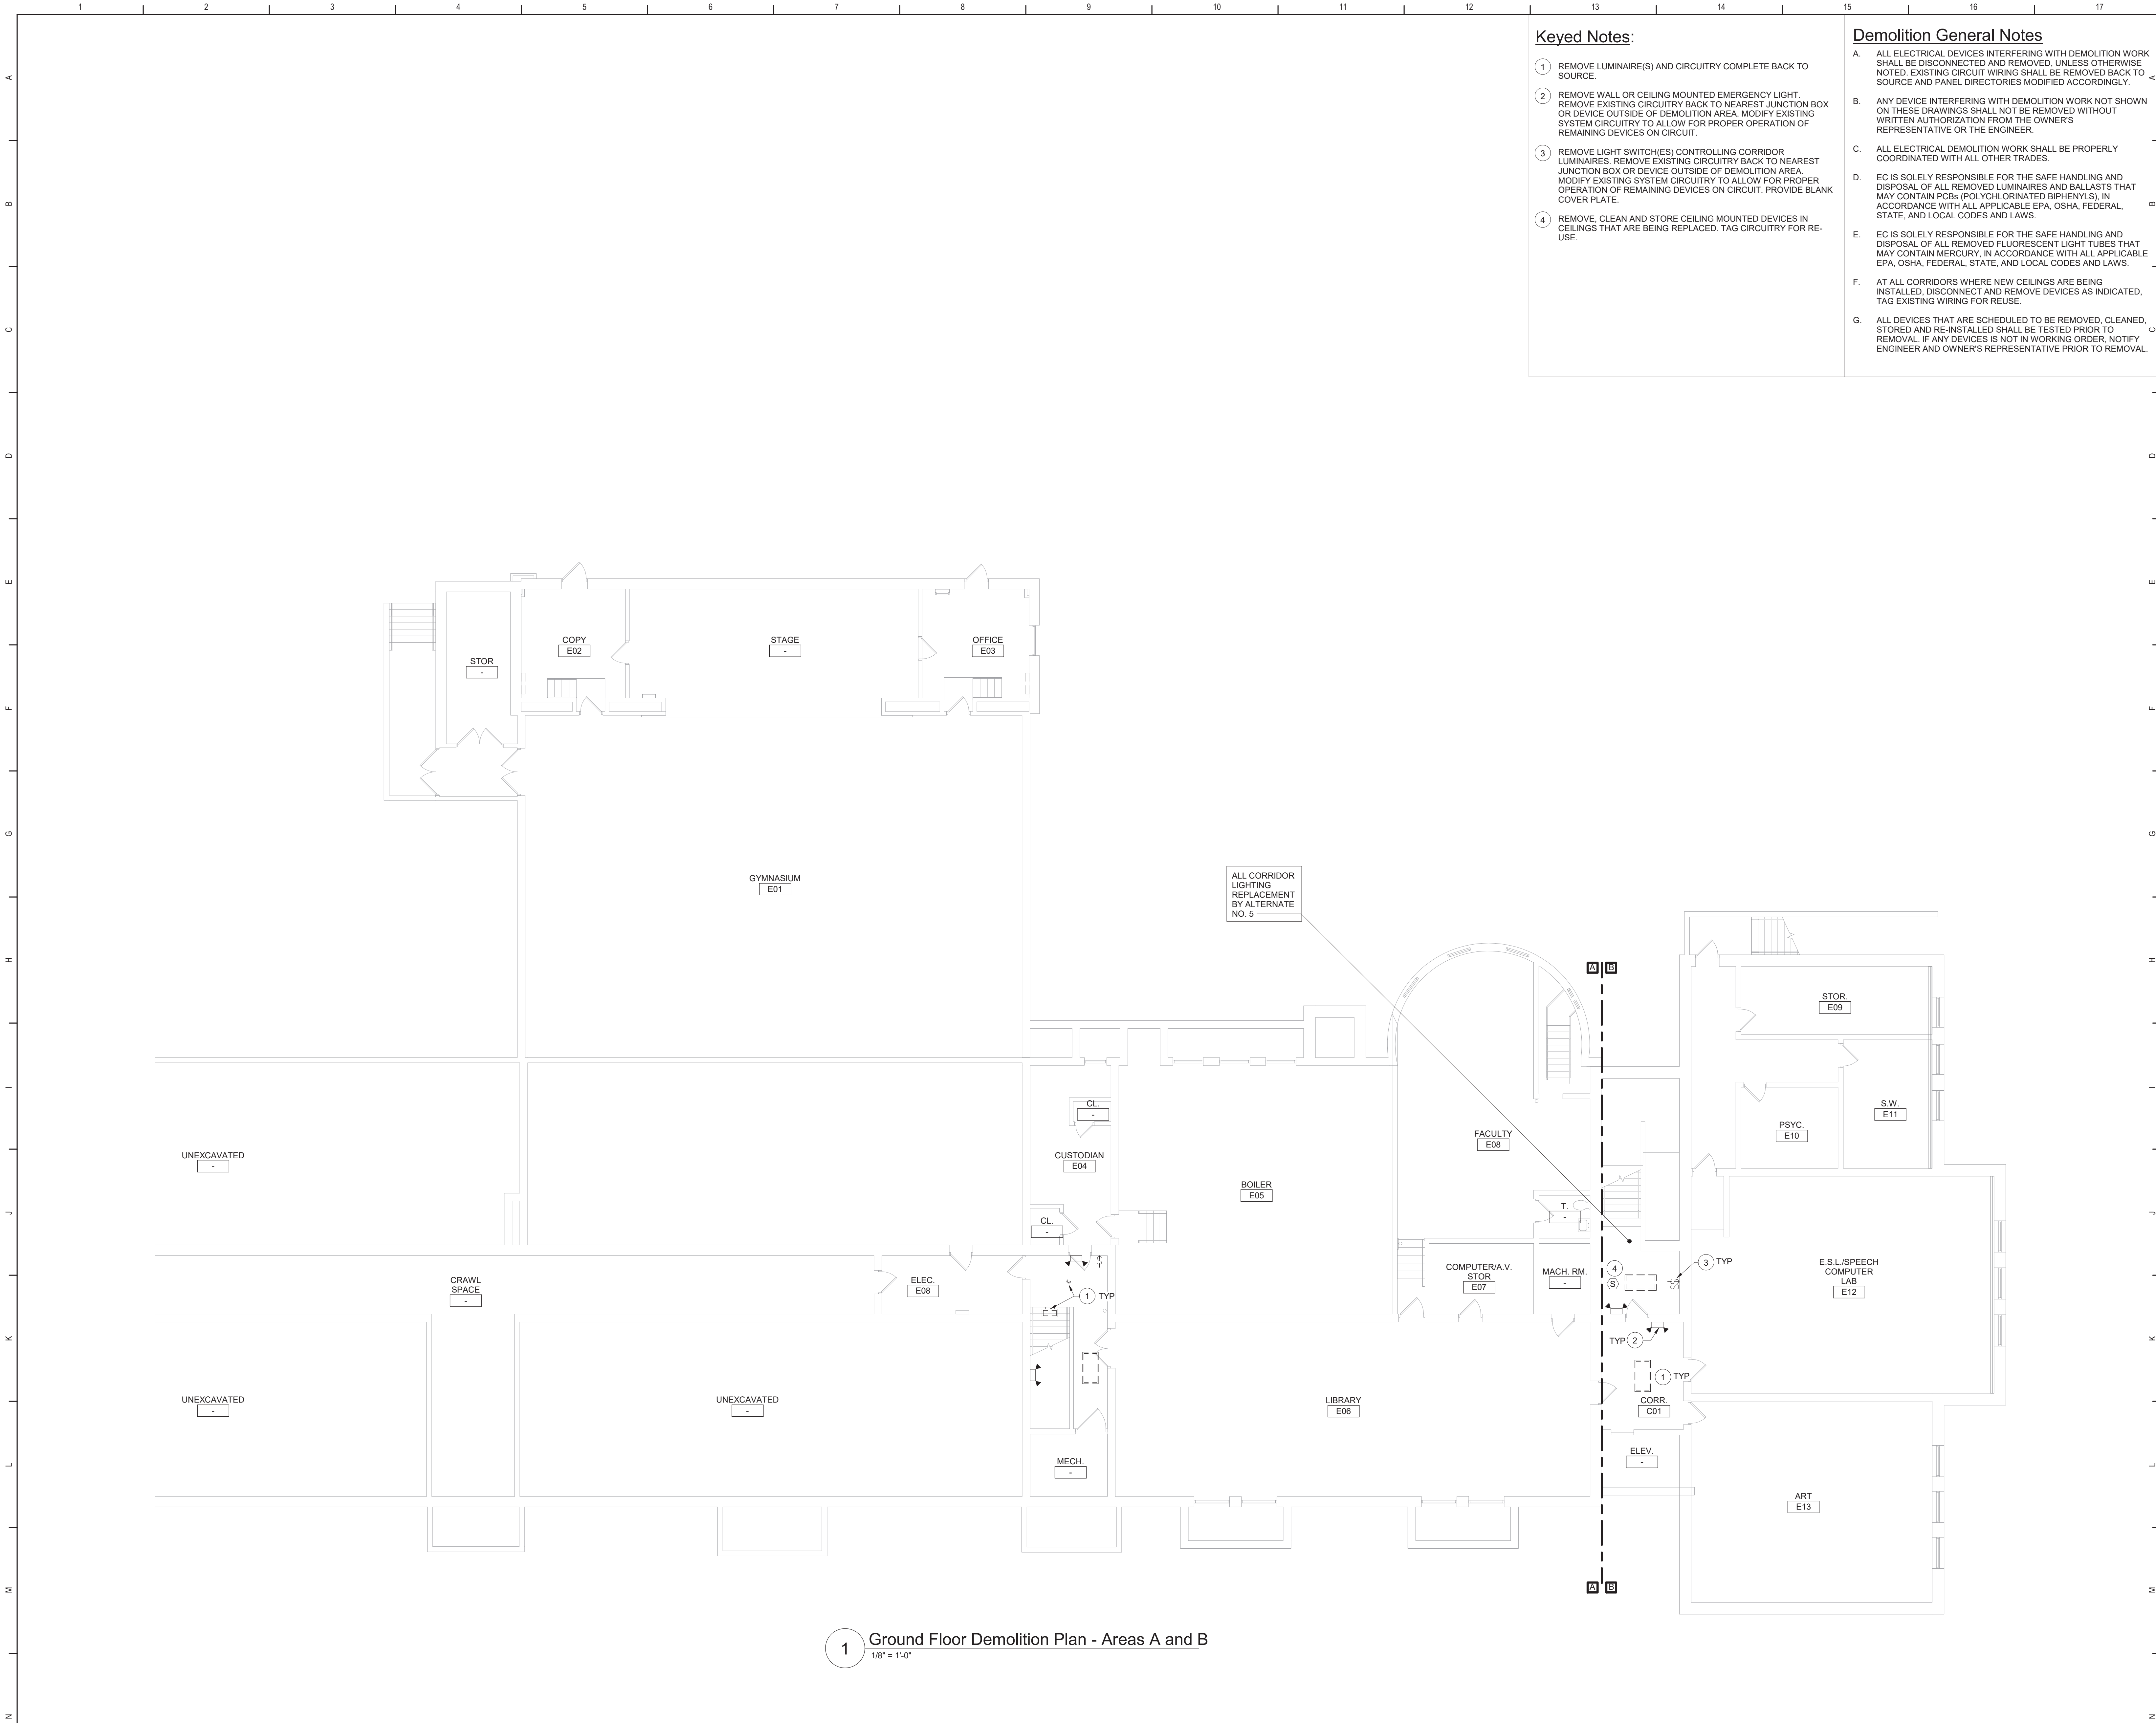 1 2 3 4 5 6 7 8 9 10 11 12 13 14 15 16 17
A
B
C
D
E
F
G
H
I
J
K
L
M
N
Keyed Notes:
1 REMOVE LUMINAIRE(S) AND CIRCUITRY COMPLETE BACK TO
SOURCE.
2 REMOVE WALL OR CEILING MOUNTED EMERGENCY LIGHT.
REMOVE EXISTING CIRCUITRY BACK TO NEAREST JUNCTION BOX
OR DEVICE OUTSIDE OF DEMOLITION AREA. MODIFY EXISTING
SYSTEM CIRCUITRY TO ALLOW FOR PROPER OPERATION OF
REMAINING DEVICES ON CIRCUIT.
3 REMOVE LIGHT SWITCH(ES) CONTROLLING CORRIDOR
LUMINAIRES. REMOVE EXISTING CIRCUITRY BACK TO NEAREST
JUNCTION BOX OR DEVICE OUTSIDE OF DEMOLITION AREA.
MODIFY EXISTING SYSTEM CIRCUITRY TO ALLOW FOR PROPER
OPERATION OF REMAINING DEVICES ON CIRCUIT. PROVIDE BLANK
COVER PLATE.
4 REMOVE, CLEAN AND STORE CEILING MOUNTED DEVICES IN
CEILINGS THAT ARE BEING REPLACED. TAG CIRCUITRY FOR RE-
USE.
Demolition General Notes
A. ALL ELECTRICAL DEVICES INTERFERING WITH DEMOLITION WORK
SHALL BE DISCONNECTED AND REMOVED, UNLESS OTHERWISE
NOTED. EXISTING CIRCUIT WIRING SHALL BE REMOVED BACK TO
SOURCE AND PANEL DIRECTORIES MODIFIED ACCORDINGLY.
B. ANY DEVICE INTERFERING WITH DEMOLITION WORK NOT SHOWN
ON THESE DRAWINGS SHALL NOT BE REMOVED WITHOUT
WRITTEN AUTHORIZATION FROM THE OWNER'S
REPRESENTATIVE OR THE ENGINEER.
C. ALL ELECTRICAL DEMOLITION WORK SHALL BE PROPERLY
COORDINATED WITH ALL OTHER TRADES.
D. EC IS SOLELY RESPONSIBLE FOR THE SAFE HANDLING AND
DISPOSAL OF ALL REMOVED LUMINAIRES AND BALLASTS THAT
MAY CONTAIN PCBs (POLYCHLORINATED BIPHENYLS), IN
ACCORDANCE WITH ALL APPLICABLE EPA, OSHA, FEDERAL,
STATE, AND LOCAL CODES AND LAWS.
E. EC IS SOLELY RESPONSIBLE FOR THE SAFE HANDLING AND
DISPOSAL OF ALL REMOVED FLUORESCENT LIGHT TUBES THAT
MAY CONTAIN MERCURY, IN ACCORDANCE WITH ALL APPLICABLE
EPA, OSHA, FEDERAL, STATE, AND LOCAL CODES AND LAWS.
F. AT ALL CORRIDORS WHERE NEW CEILINGS ARE BEING
INSTALLED, DISCONNECT AND REMOVE DEVICES AS INDICATED,
TAG EXISTING WIRING FOR REUSE.
G. ALL DEVICES THAT ARE SCHEDULED TO BE REMOVED, CLEANED,
STORED AND RE-INSTALLED SHALL BE TESTED PRIOR TO
REMOVAL. IF ANY DEVICES IS NOT IN WORKING ORDER, NOTIFY
ENGINEER AND OWNER'S REPRESENTATIVE PRIOR TO REMOVAL.
A
B
C
D
E
F
G
H
I
J
K
L
M
N
STOR
-
COPY
E02
STAGE
-
OFFICE
E03
GYMNASIUM
E01
ALL CORRIDOR
LIGHTING
REPLACEMENT
BY ALTERNATE
NO. 5
A B
STOR.
E09
S.W.
E11
PSYC.
E10
CL.
-
FACULTY
E08
UNEXCAVATED
-
CUSTODIAN
E04
BOILER
E05
T.
-
CL.
-
$
CRAWL
SPACE
-
ELEC.
E08
1 TYP
COMPUTER/A.V.
STOR
E07
MACH. RM.
-
4
S
$$
3 TYP
E.S.L./SPEECH
COMPUTER
LAB
E12
TYP 2
1 TYP
UNEXCAVATED
-
UNEXCAVATED
-
LIBRARY
E06
CORR.
C01
MECH.
-
ELEV.
-
ART
E13
A B
1 Ground Floor Demolition Plan - Areas A and B
1/8" = 1'-0"